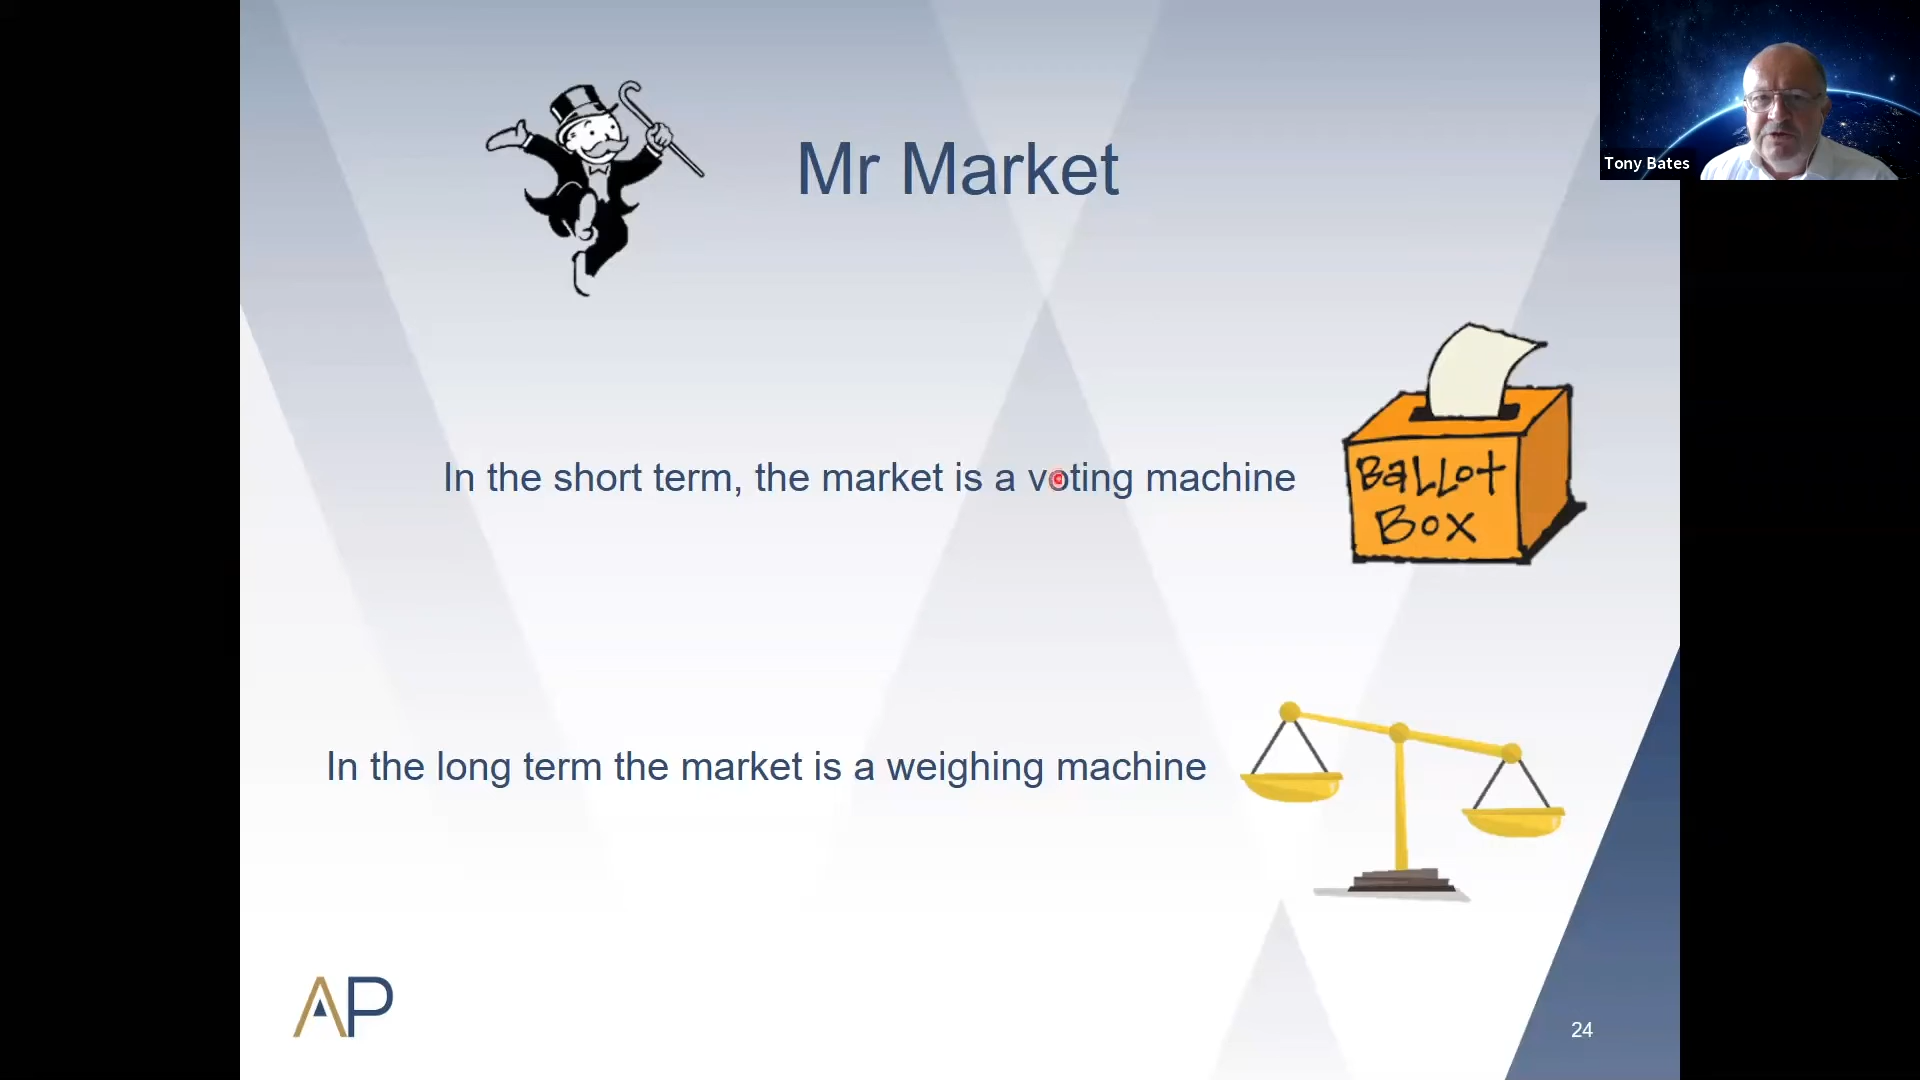 Mr Market
Tony Bates
In the short term, the market is a voting machine
BaLLot
Box
In the long term the market is a weighing machine
AP
24